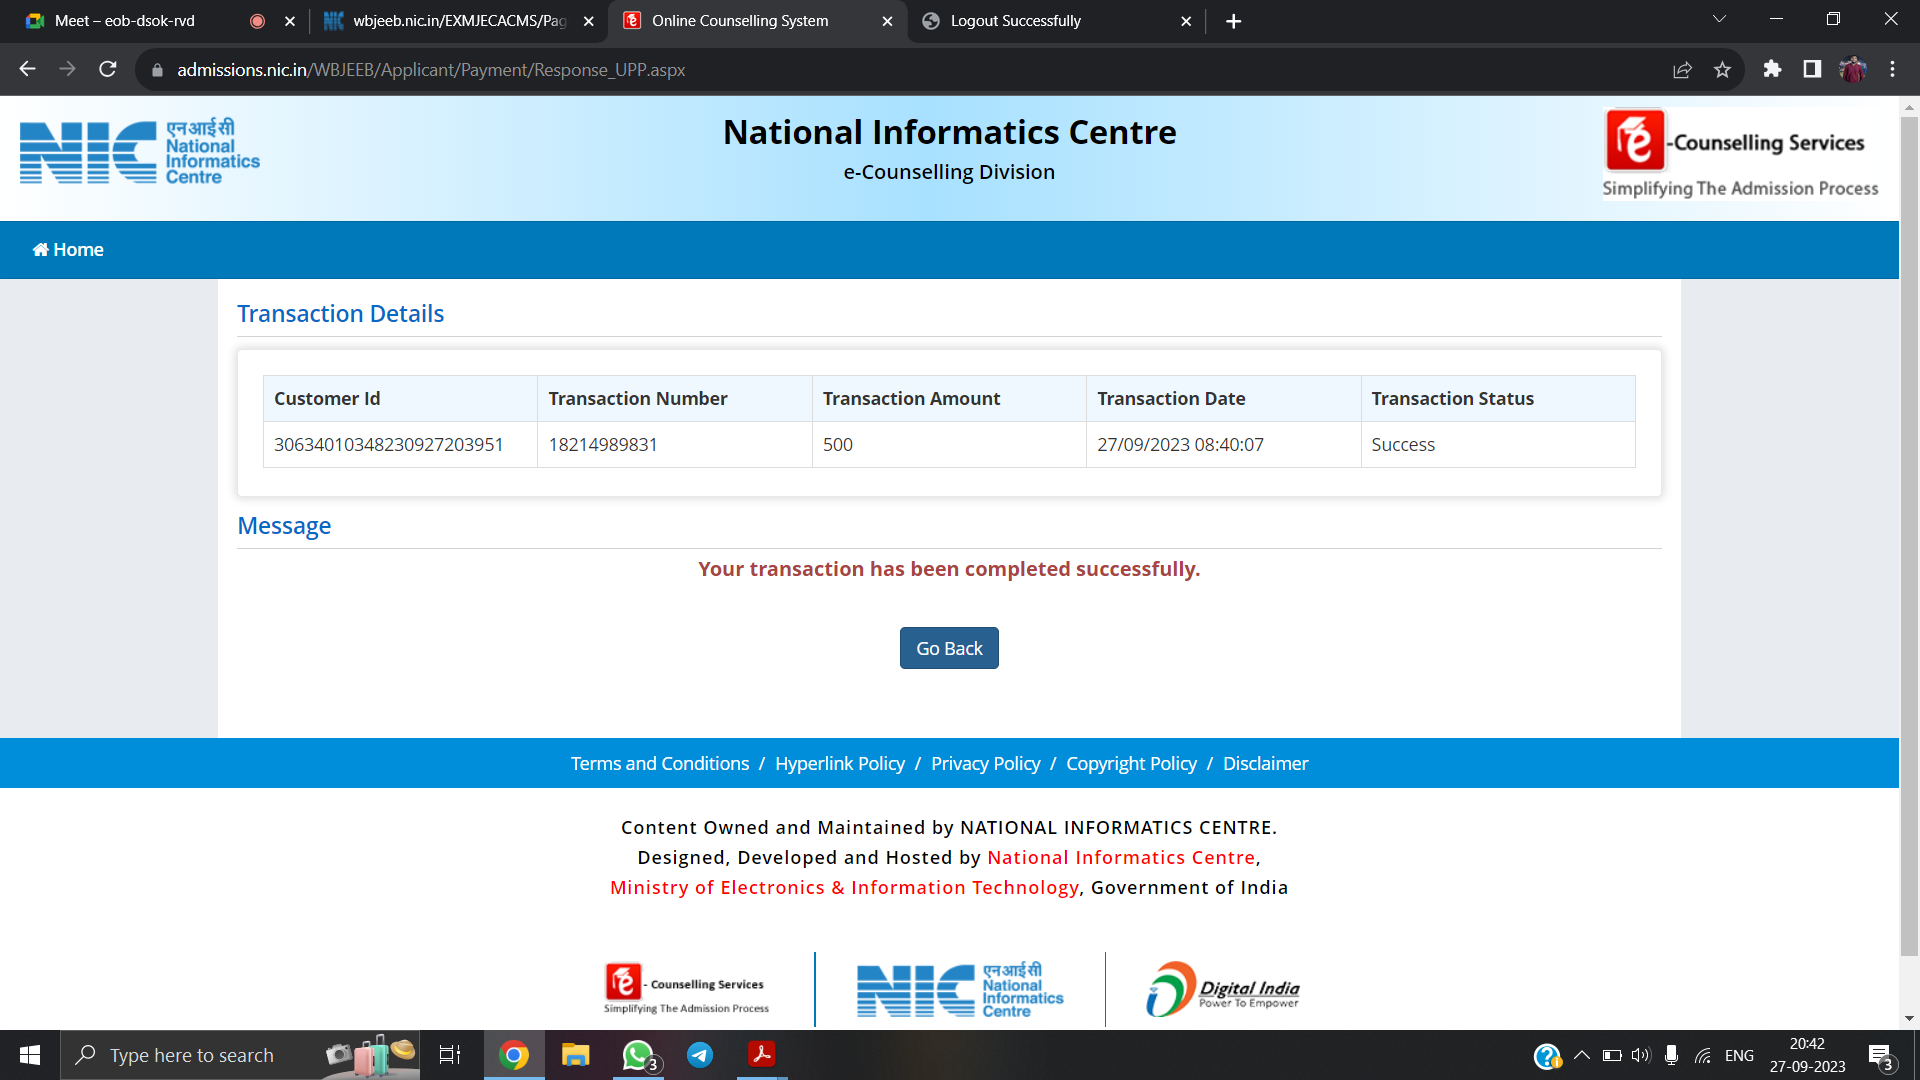 Meet – eob-dsok-rvd
wbjeeb.nic.in/EXMJECACMS/Pag
Online Counselling System
Logout Successfully
admissions.nic.in/WBJEEB/Applicant/Payment/Response_UPP.aspx
NIC
एनआईसी
National
Informatics
Centre
National Informatics Centre
e-Counselling Division
e-Counselling Services
Simplifying The Admission Process
Home
Transaction Details
Customer Id Transaction Number Transaction Amount Transaction Date Transaction Status
30634010348230927203951 18214989831 500 27/09/2023 08:40:07 Success
Message
Your transaction has been completed successfully.
Go Back
Terms and Conditions / Hyperlink Policy / Privacy Policy / Copyright Policy / Disclaimer
Content Owned and Maintained by NATIONAL INFORMATICS CENTRE.
Designed, Developed and Hosted by National Informatics Centre,
Ministry of Electronics & Information Technology, Government of India
e - Counselling Services
Simplifying The Admission Process
NIC
एनआईसी
National
Informatics
Centre
Digital India
Power To Empower
Type here to search
3
ENG
20:42
27-09-2023
3